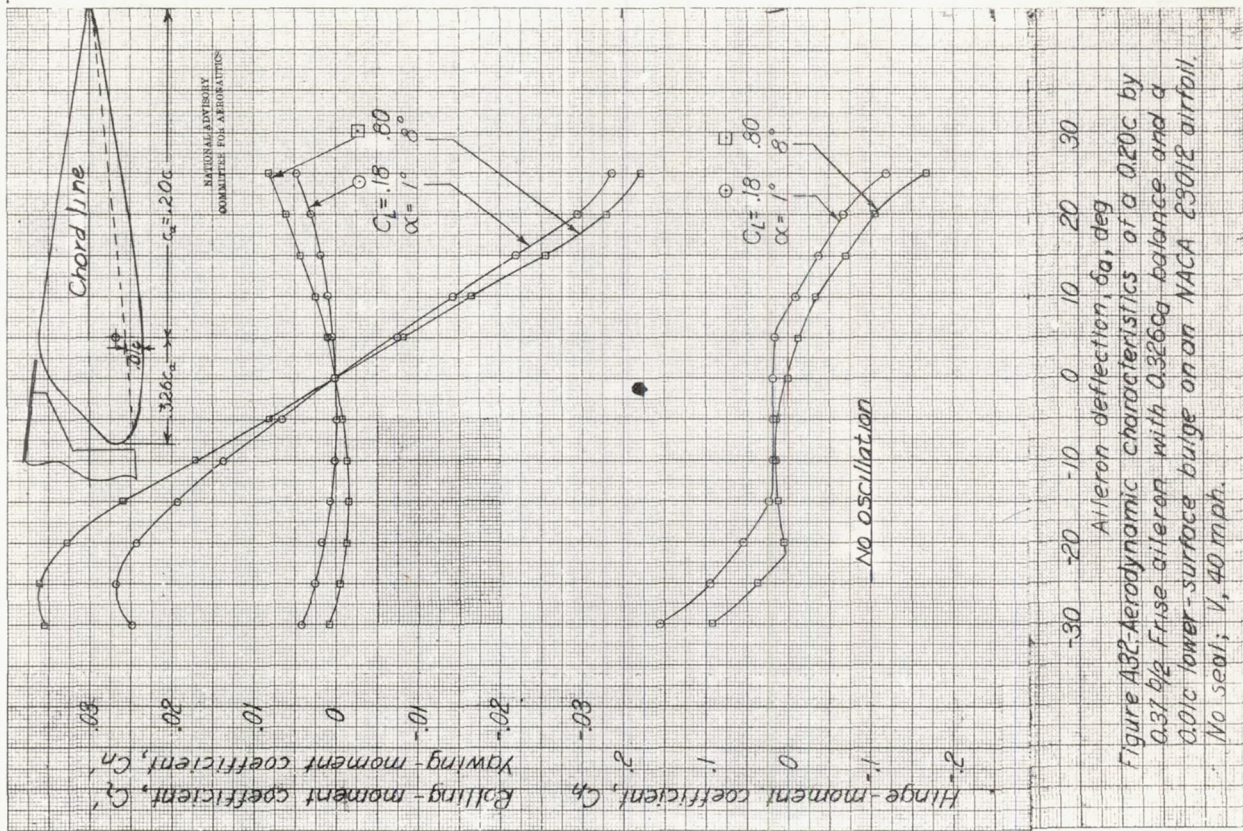 Chord line
.326cₐ
cₐ=.20c
.01c
NATIONAL ADVISORY
COMMITTEE FOR AERONAUTICS
C_L=.18 .80
α= 1° 8°
Rolling-moment coefficient, C_l'
Yawing-moment coefficient, C_n'
.03
.02
.01
0
-.01
-.02
-.03
C_L=.18 .80
α= 1° 8°
No oscillation
Hinge-moment coefficient, C_h
.2
.1
0
-.1
-.2
-30 -20 -10 0 10 20 30
Aileron deflection, δa, deg
Figure A32.-Aerodynamic characteristics of a 0.20c by
0.37 b/2 Frise aileron with 0.326cₐ balance and a
0.01c lower-surface bulge on an NACA 23012 airfoil.
No seal; V, 40 mph.